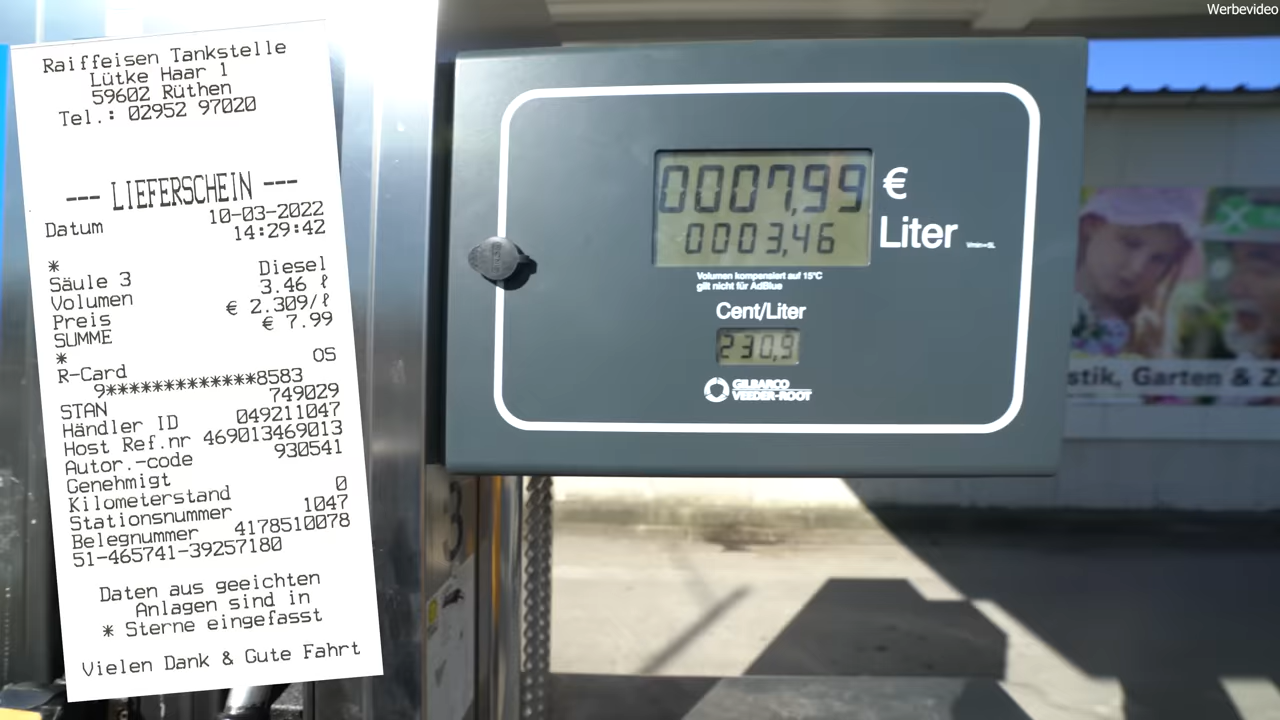 Werbevideo
Raiffeisen Tankstelle
Lütke Haar 1
59602 Rüthen
Tel.: 02952 97020
--- LIEFERSCHEIN ---
Datum 10-03-2022
14:29:42
*
Säule 3 Diesel
Volumen 3.46 ℓ
Preis € 2.309/ℓ
SUMME € 7.99
*
R-Card OS
9*************8583
STAN 749029
Händler ID 049211047
Host Ref.nr 469013469013
Autor.-code 930541
Genehmigt
Kilometerstand 0
Stationsnummer 1047
Belegnummer 4178510078
51-465741-39257180
Daten aus geeichten
Anlagen sind in
* Sterne eingefasst
Vielen Dank & Gute Fahrt
0007,99 €
0003,46 Liter
Vmin=5L
Volumen kompensiert auf 15°C
gilt nicht für AdBlue
Cent/Liter
230,9
GILBARCO
VEEDER-ROOT
3
stik, Garten & Z